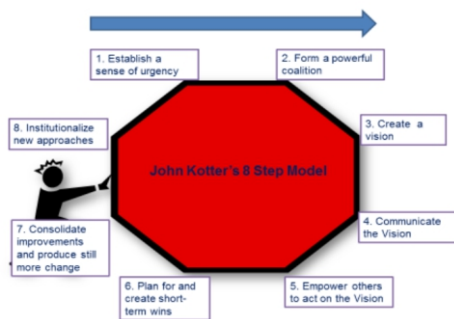 1. Establish a
sense of urgency
2. Form a powerful
coalition
8. Institutionalize
new approaches
3. Create a
vision
John Kotter's 8 Step Model
7. Consolidate
improvements
and produce still
more change
4. Communicate
the Vision
6. Plan for and
create short-
term wins
5. Empower others
to act on the Vision